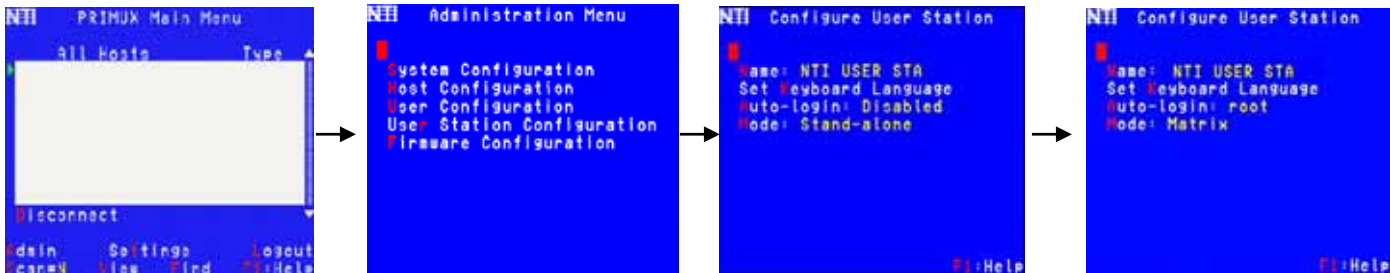 NTI PRIMUX Main Menu
All Hosts Type
Disconnect
Admin Settings Logout
Scan=N View Find F1:Help
NTI Administration Menu
System Configuration
Host Configuration
User Configuration
User Station Configuration
Firmware Configuration
NTI Configure User Station
Name: NTI USER STA
Set Keyboard Language
Auto-login: Disabled
Mode: Stand-alone
F1:Help
NTI Configure User Station
Name: NTI USER STA
Set Keyboard Language
Auto-login: root
Mode: Matrix
F1:Help